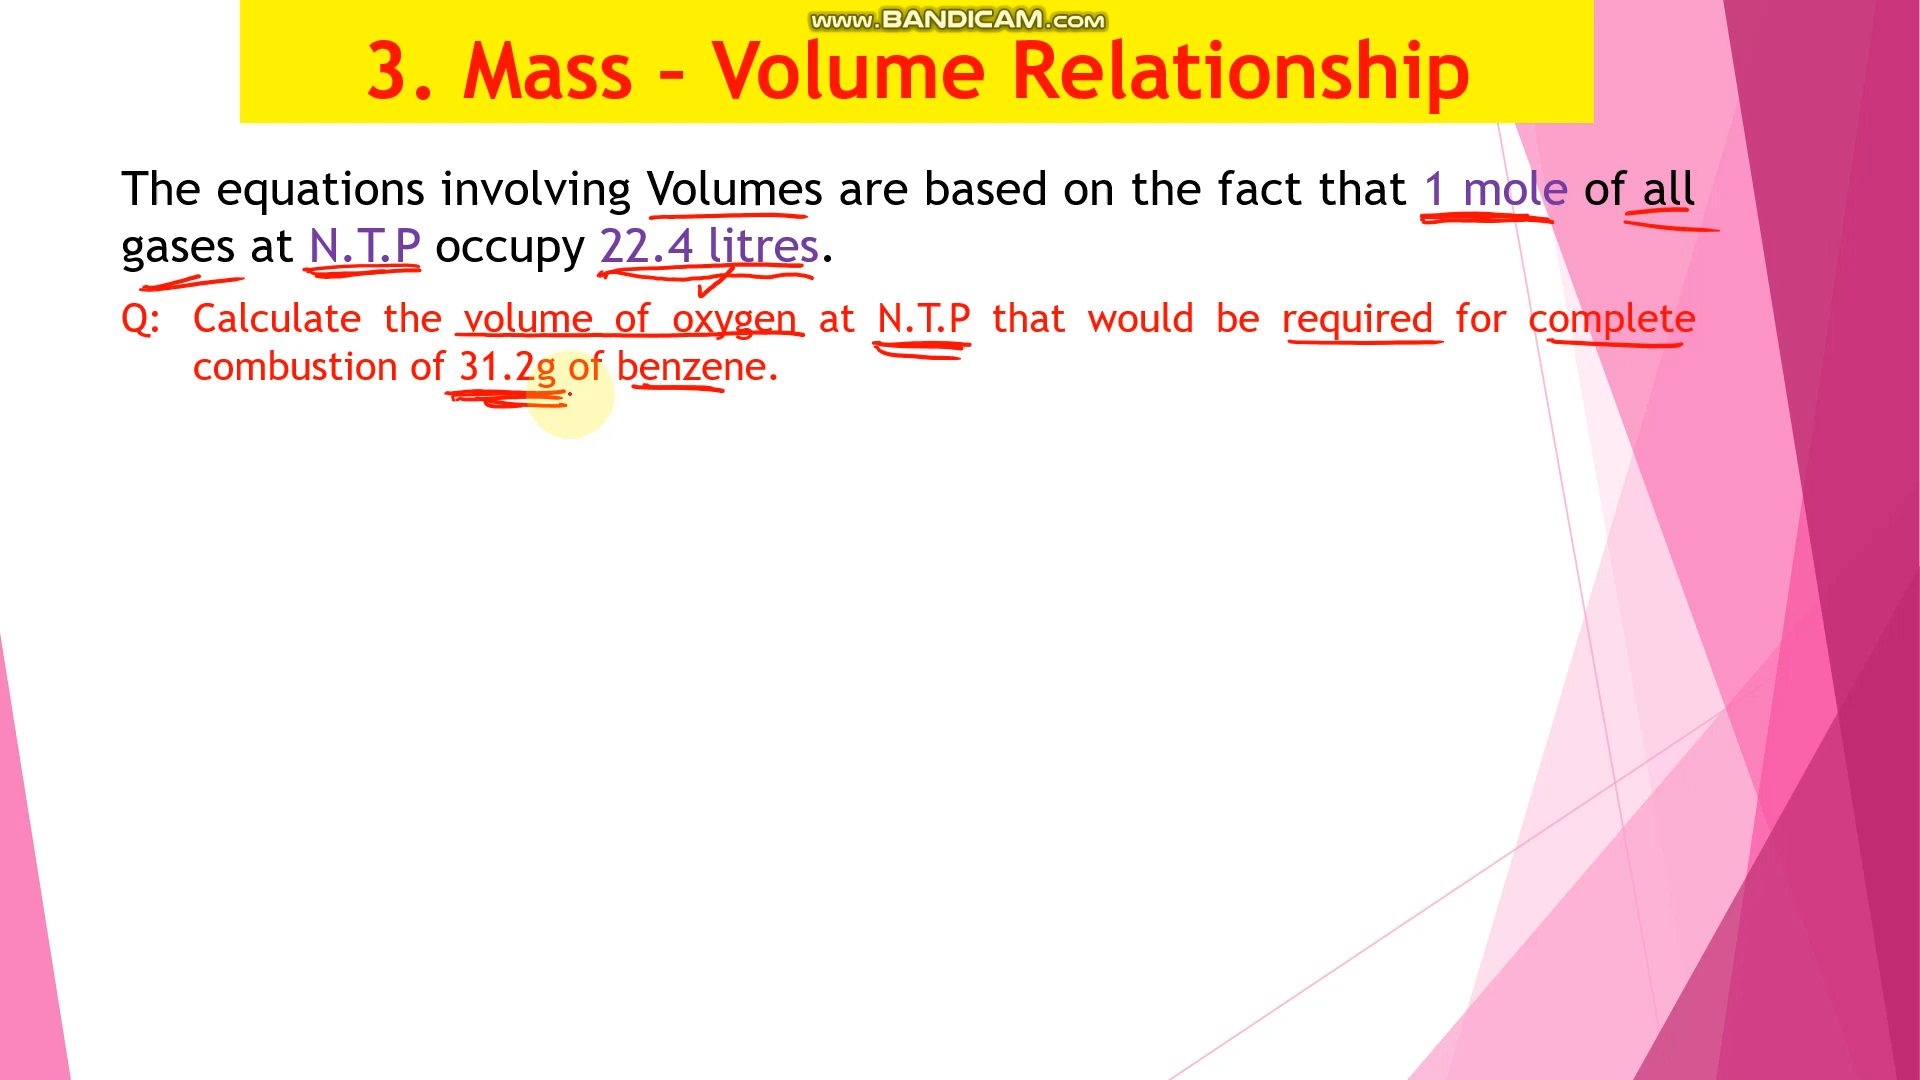 www.BANDICAM.com
3. Mass – Volume Relationship
The equations involving Volumes are based on the fact that 1 mole of all
gases at N.T.P occupy 22.4 litres.
Q: Calculate the volume of oxygen at N.T.P that would be required for complete
combustion of 31.2g of benzene.